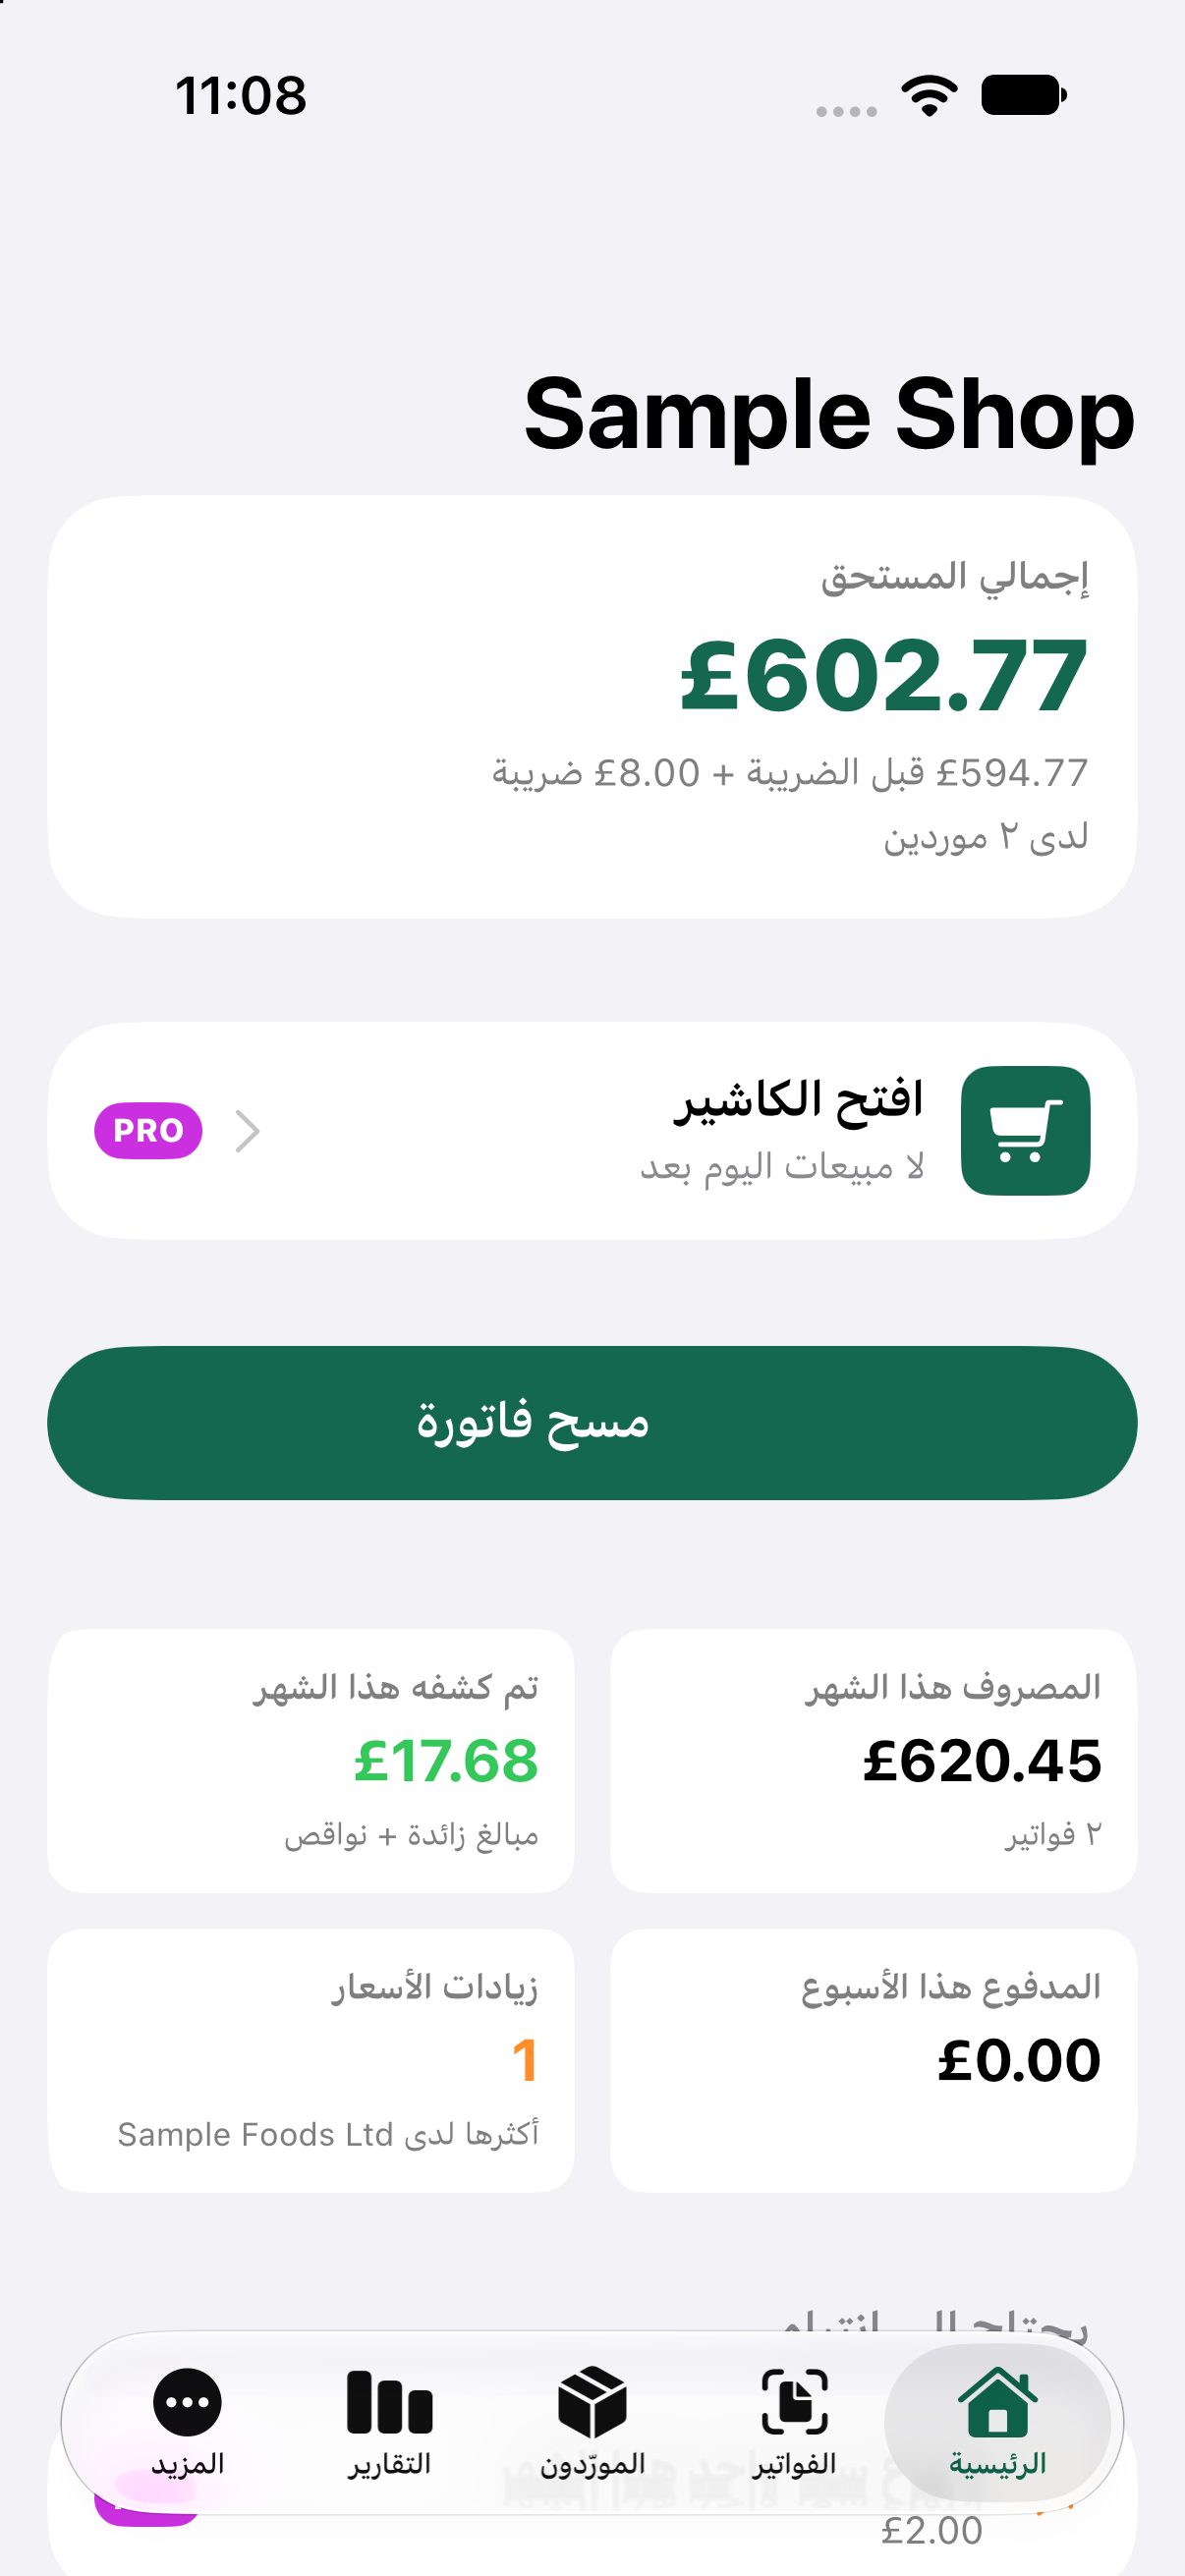 11:08
Sample Shop
إجمالي المستحق
£602.77
£594.77 قبل الضريبة + £8.00 ضريبة
لدى ٢ موردين
افتح الكاشير
لا مبيعات اليوم بعد
PRO
مسح فاتورة
المصروف هذا الشهر
£620.45
٢ فواتير
تم كشفه هذا الشهر
£17.68
مبالغ زائدة + نواقص
المدفوع هذا الأسبوع
£0.00
زيادات الأسعار
1
أكثرها لدى Sample Foods Ltd
الرئيسية
الفواتير
المورّدون
التقارير
المزيد
£2.00